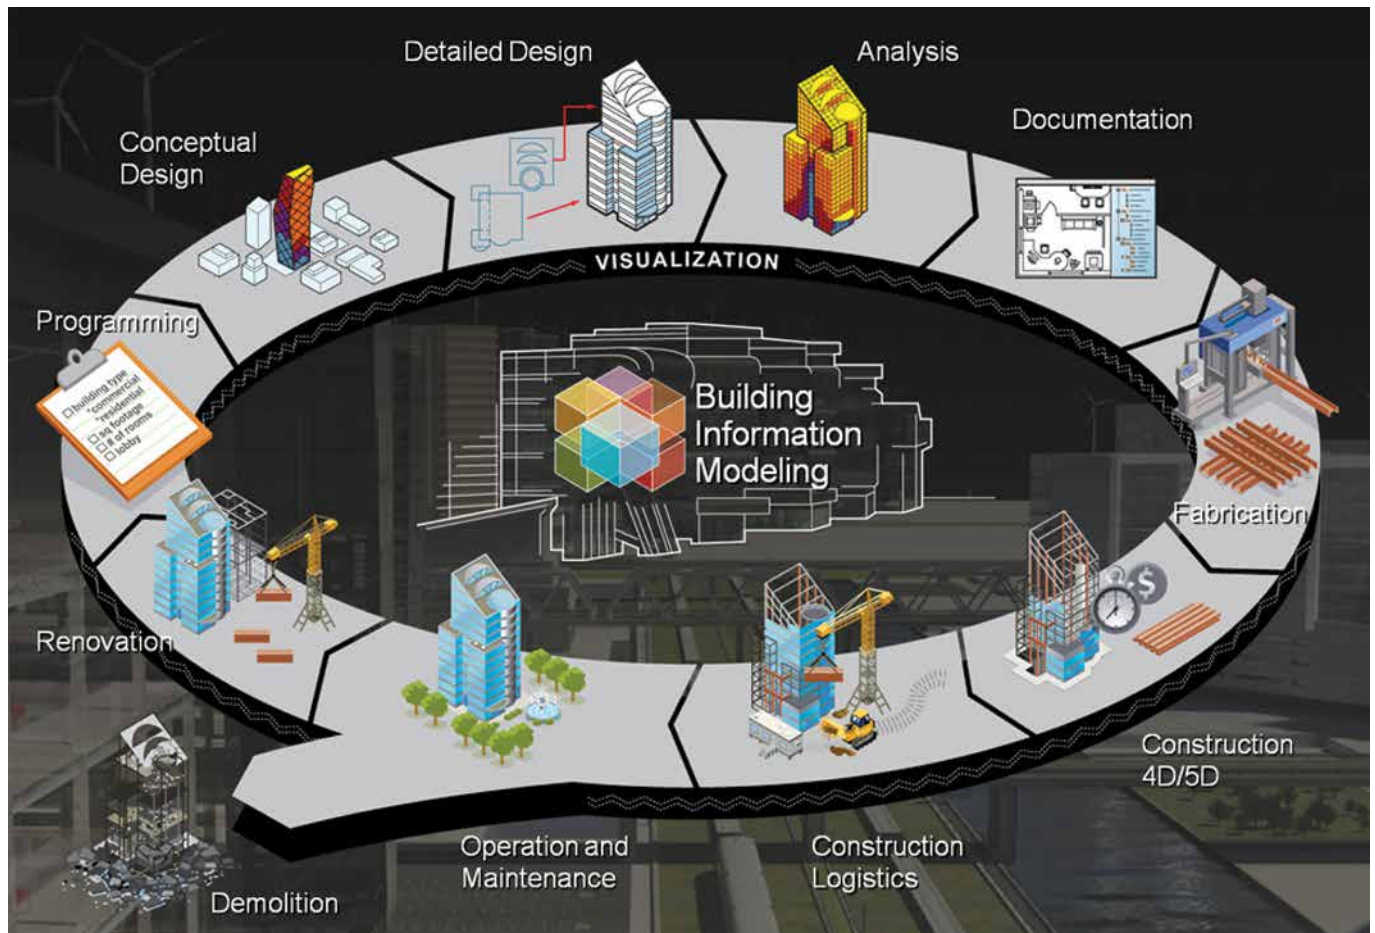 Detailed Design
Analysis
Documentation
Conceptual
Design
VISUALIZATION
Programming
□ building type
*commercial
*residential
□ sq footage
□ # of rooms
□ lobby
Building
Information
Modeling
$
Fabrication
Renovation
Construction
4D/5D
Operation and
Maintenance
Construction
Logistics
Demolition